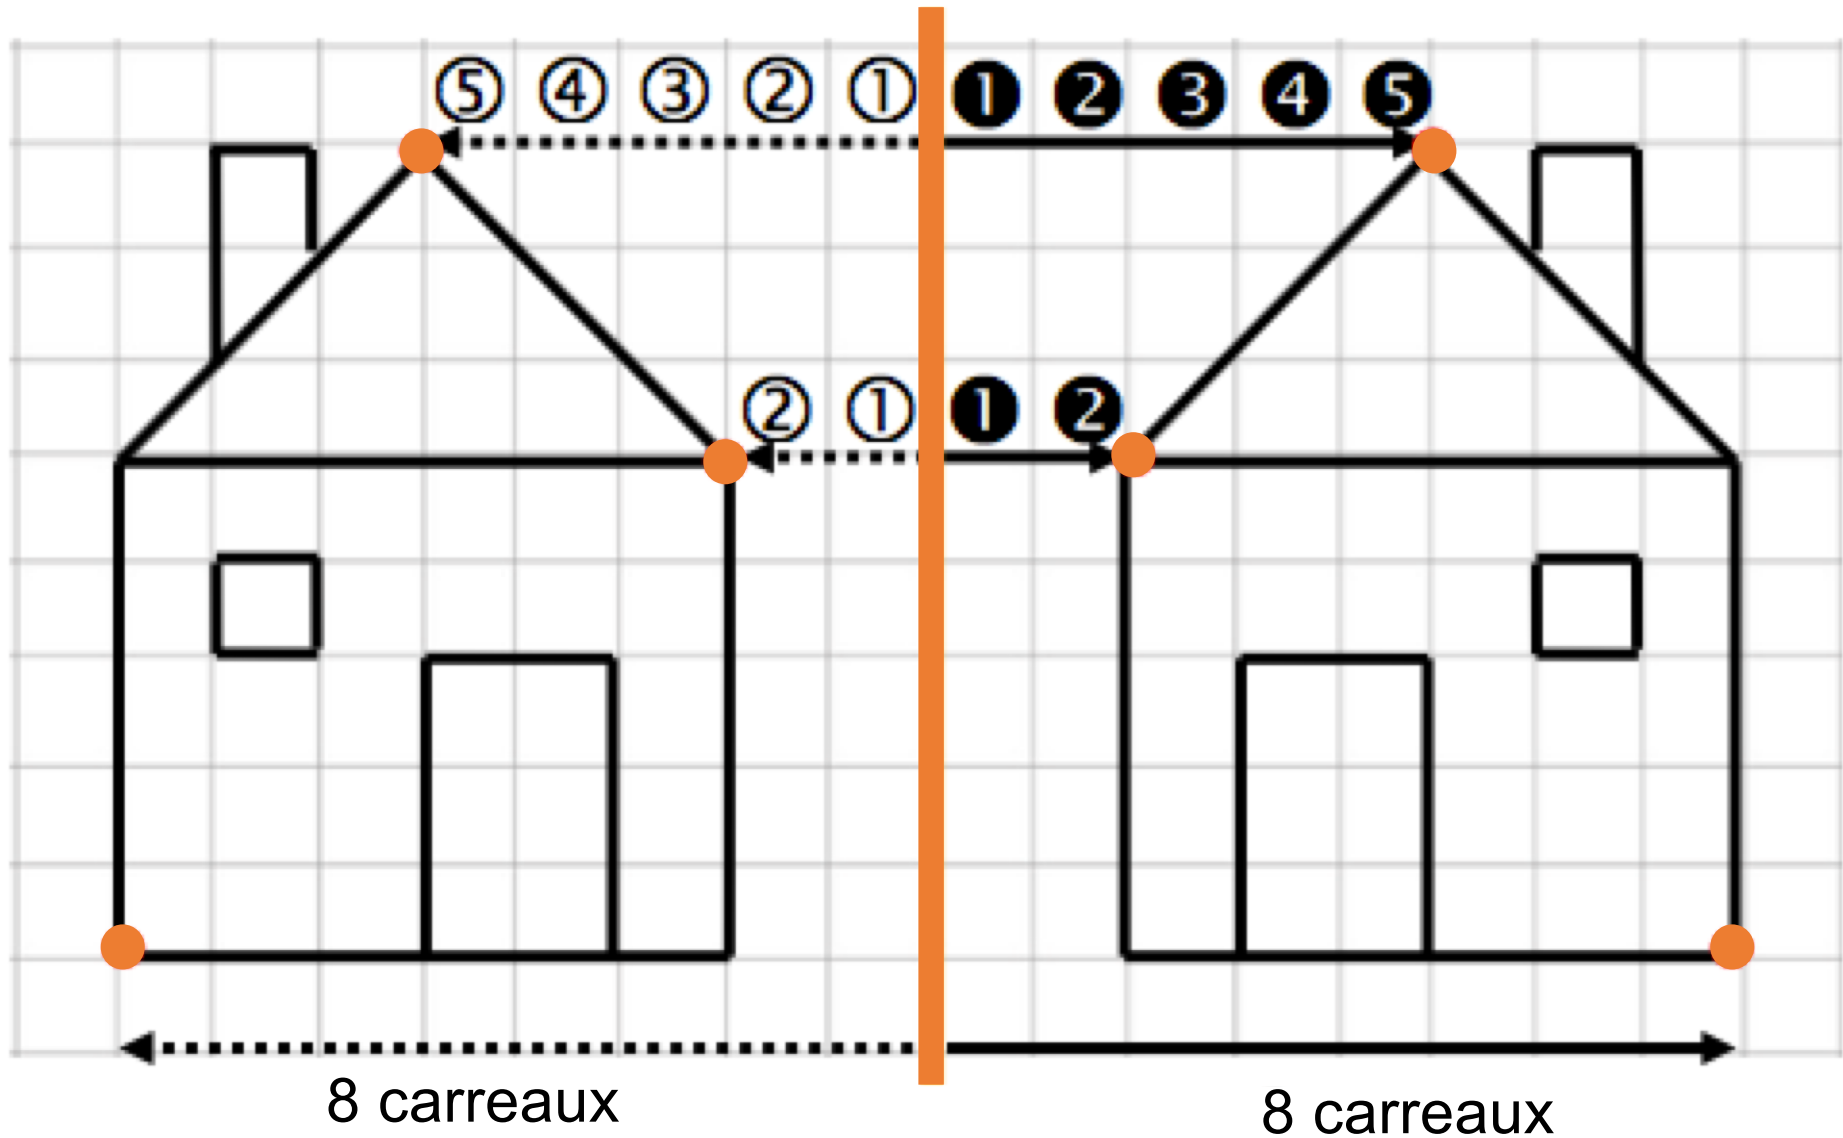 ⑤ ④ ③ ② ① ❶ ❷ ❸ ❹ ❺
② ① ❶ ❷
8 carreaux
8 carreaux